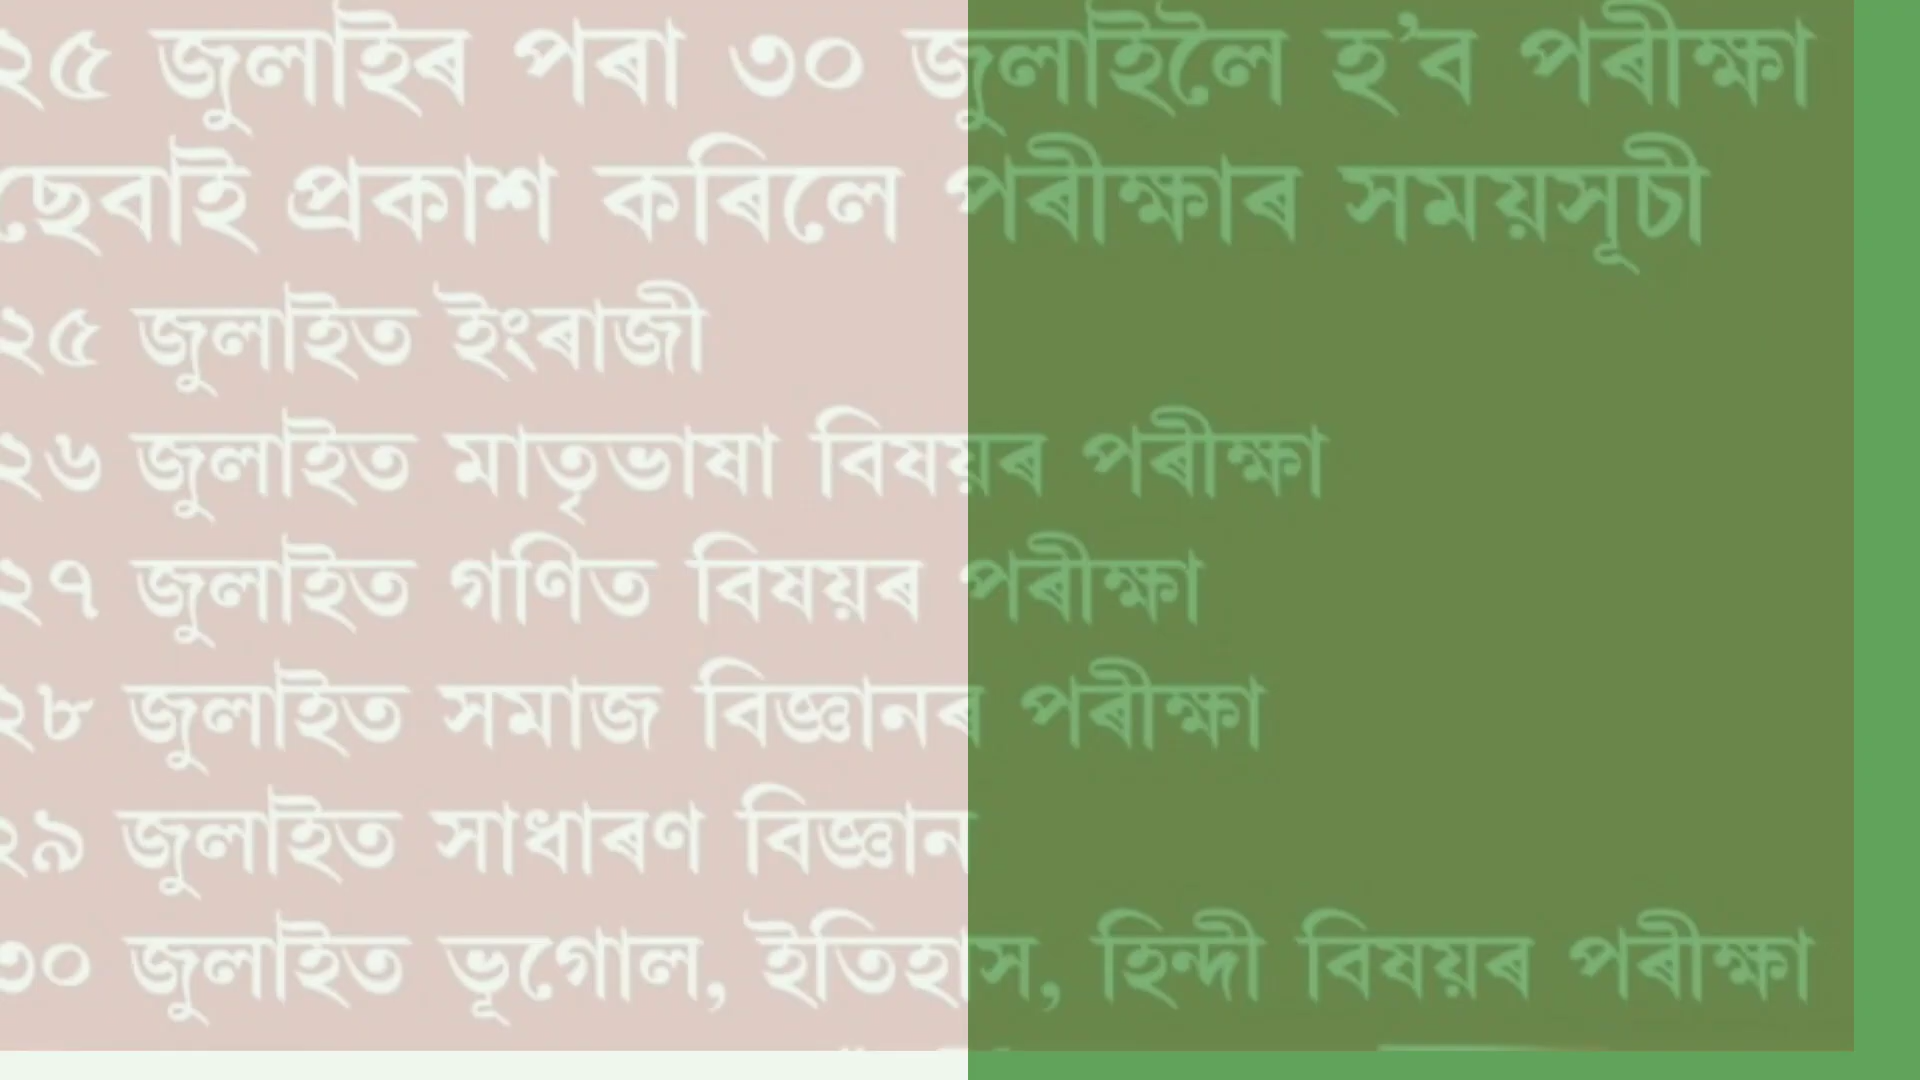 ২৫ জুলাইৰ পৰা ৩০ জুলাইলৈ হ'ব পৰীক্ষা
ছেবাই প্ৰকাশ কৰিলে পৰীক্ষাৰ সময়সূচী
২৫ জুলাইত ইংৰাজী
২৬ জুলাইত মাতৃভাষা বিষয়ৰ পৰীক্ষা
২৭ জুলাইত গণিত বিষয়ৰ পৰীক্ষা
২৮ জুলাইত সমাজ বিজ্ঞানৰ পৰীক্ষা
২৯ জুলাইত সাধাৰণ বিজ্ঞান
৩০ জুলাইত ভূগোল, ইতিহাস, হিন্দী বিষয়ৰ পৰীক্ষা